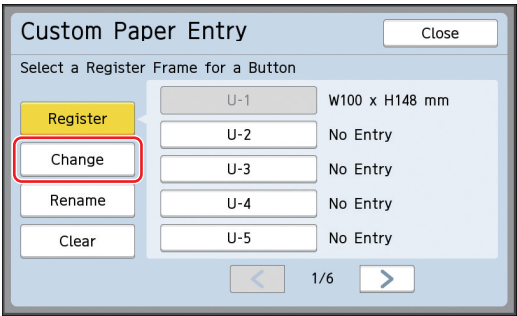 Custom Paper Entry
Close
Select a Register Frame for a Button
Register
Change
Rename
Clear
U-1 W100 x H148 mm
U-2 No Entry
U-3 No Entry
U-4 No Entry
U-5 No Entry
< 1/6 >